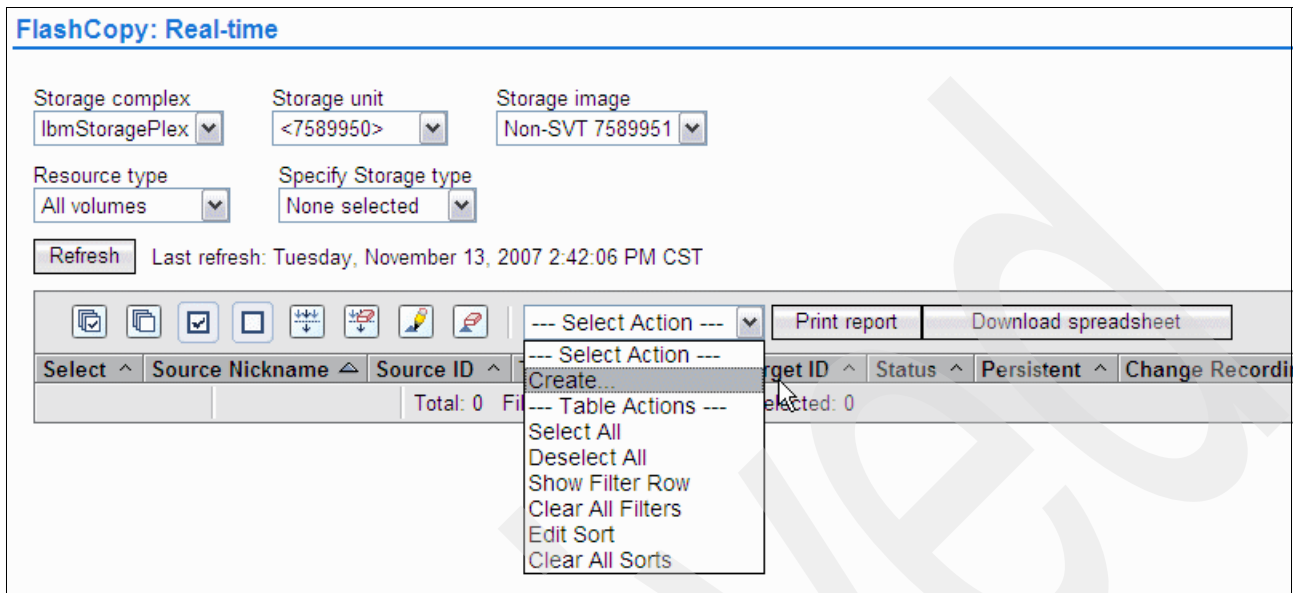 FlashCopy: Real-time
Storage complex Storage unit Storage image
IbmStoragePlex <7589950> Non-SVT 7589951
Resource type Specify Storage type
All volumes None selected
Refresh Last refresh: Tuesday, November 13, 2007 2:42:06 PM CST
--- Select Action --- Print report Download spreadsheet
--- Select Action ---
Select Source Nickname Source ID rget ID Status Persistent Change Recordi
Create...
Total: 0 Fil --- Table Actions --- elected: 0
Select All
Deselect All
Show Filter Row
Clear All Filters
Edit Sort
Clear All Sorts